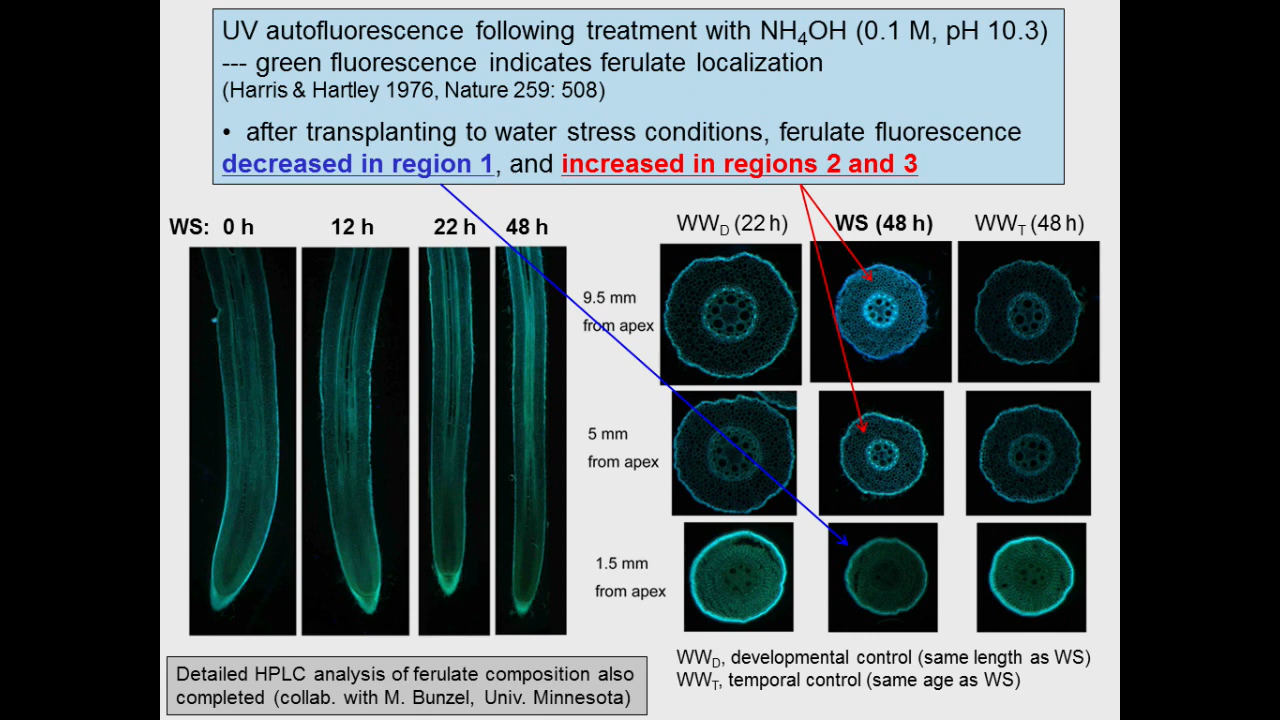 UV autofluorescence following treatment with NH₄OH (0.1 M, pH 10.3)
--- green fluorescence indicates ferulate localization
(Harris & Hartley 1976, Nature 259: 508)
• after transplanting to water stress conditions, ferulate fluorescence
decreased in region 1, and increased in regions 2 and 3
WS: 0 h 12 h 22 h 48 h
WW_D (22 h) WS (48 h) WW_T (48 h)
9.5 mm
from apex
5 mm
from apex
1.5 mm
from apex
Detailed HPLC analysis of ferulate composition also
completed (collab. with M. Bunzel, Univ. Minnesota)
WW_D, developmental control (same length as WS)
WW_T, temporal control (same age as WS)